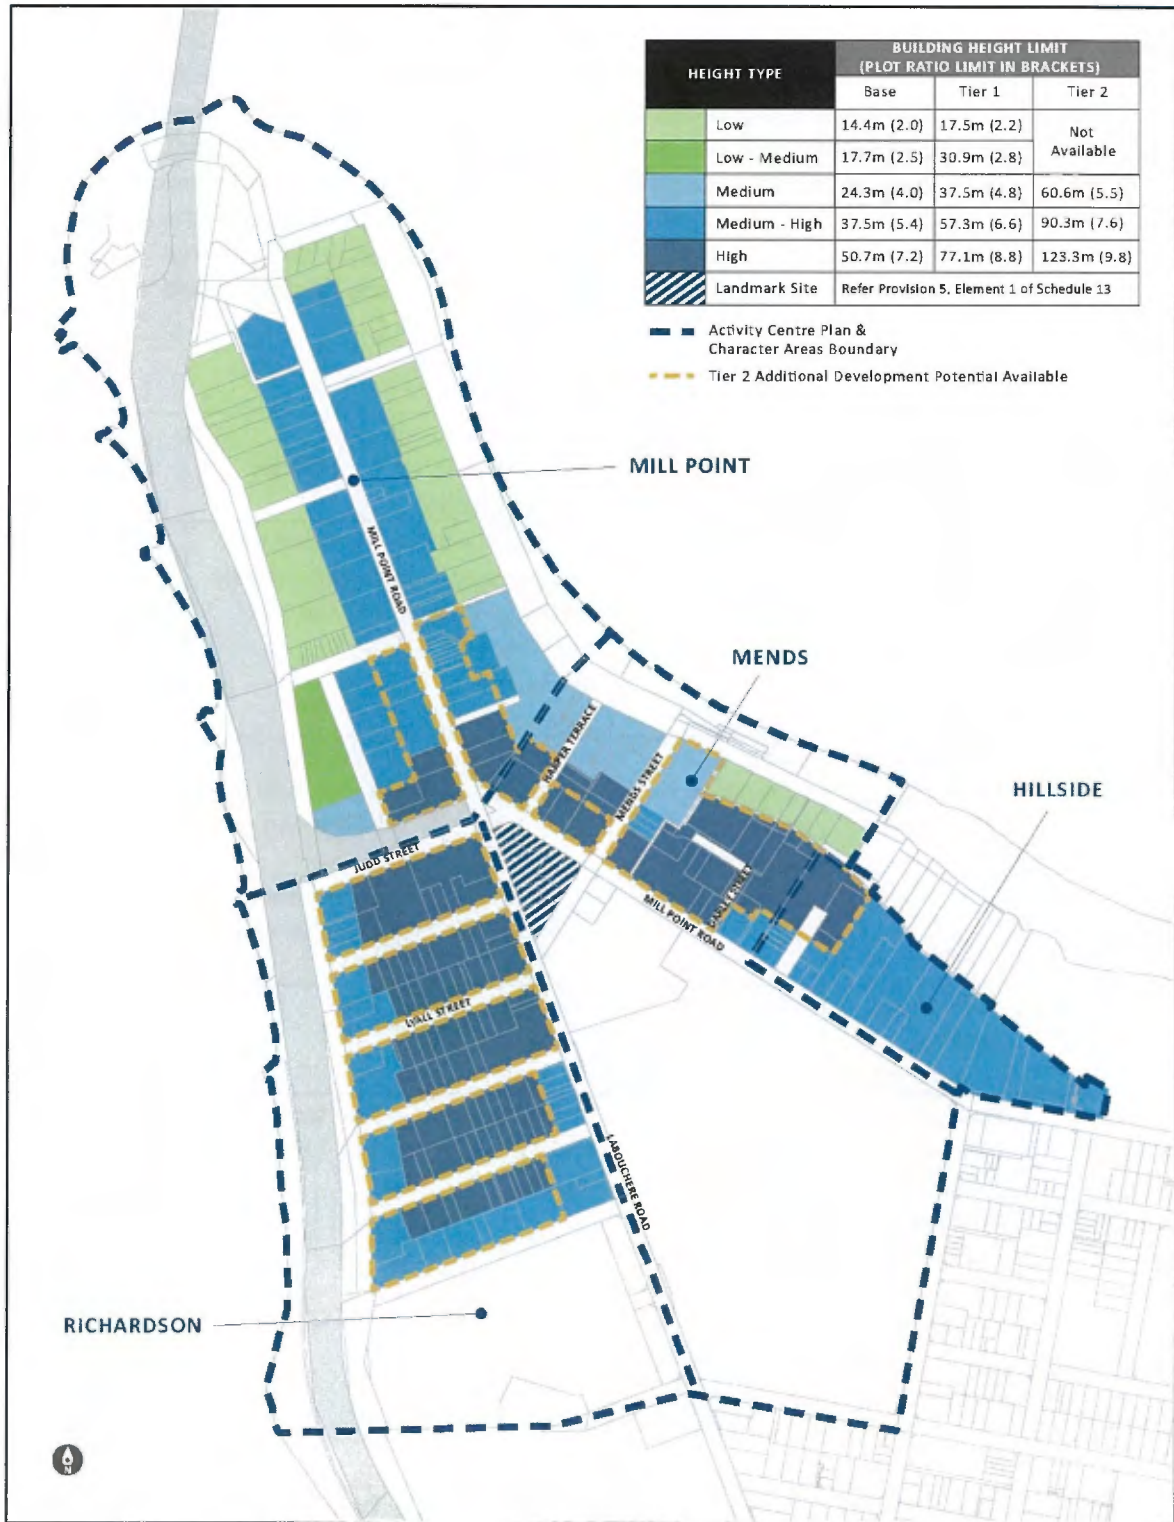 HEIGHT TYPE
BUILDING HEIGHT LIMIT
(PLOT RATIO LIMIT IN BRACKETS)
Base Tier 1 Tier 2
Low 14.4m (2.0) 17.5m (2.2) Not Available
Low - Medium 17.7m (2.5) 30.9m (2.8)
Medium 24.3m (4.0) 37.5m (4.8) 60.6m (5.5)
Medium - High 37.5m (5.4) 57.3m (6.6) 90.3m (7.6)
High 50.7m (7.2) 77.1m (8.8) 123.3m (9.8)
Landmark Site Refer Provision 5, Element 1 of Schedule 13
Activity Centre Plan &
Character Areas Boundary
Tier 2 Additional Development Potential Available
MILL POINT
MILL POINT ROAD
MENDS
HARPER TERRACE
MENDS STREET
HILLSIDE
JUDD STREET
STREET
MILL POINT ROAD
LYALL STREET
LABOUCHERE ROAD
RICHARDSON
N